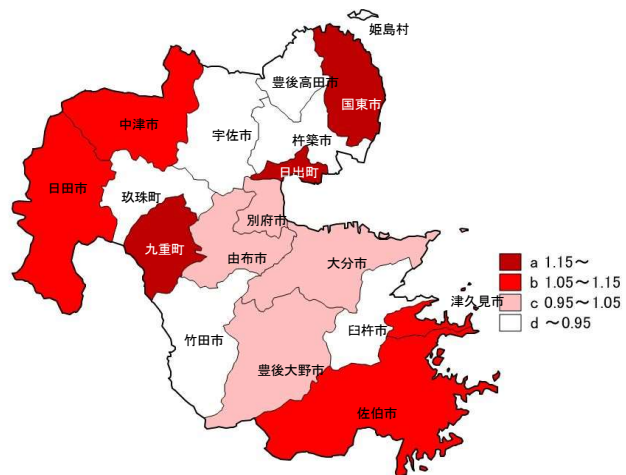 姫島村
豊後高田市
国東市
中津市
宇佐市
杵築市
日出町
日田市
玖珠町
別府市
九重町
由布市
大分市
a 1.15～
b 1.05～1.15
c 0.95～1.05
d ～0.95
津久見市
臼杵市
竹田市
豊後大野市
佐伯市